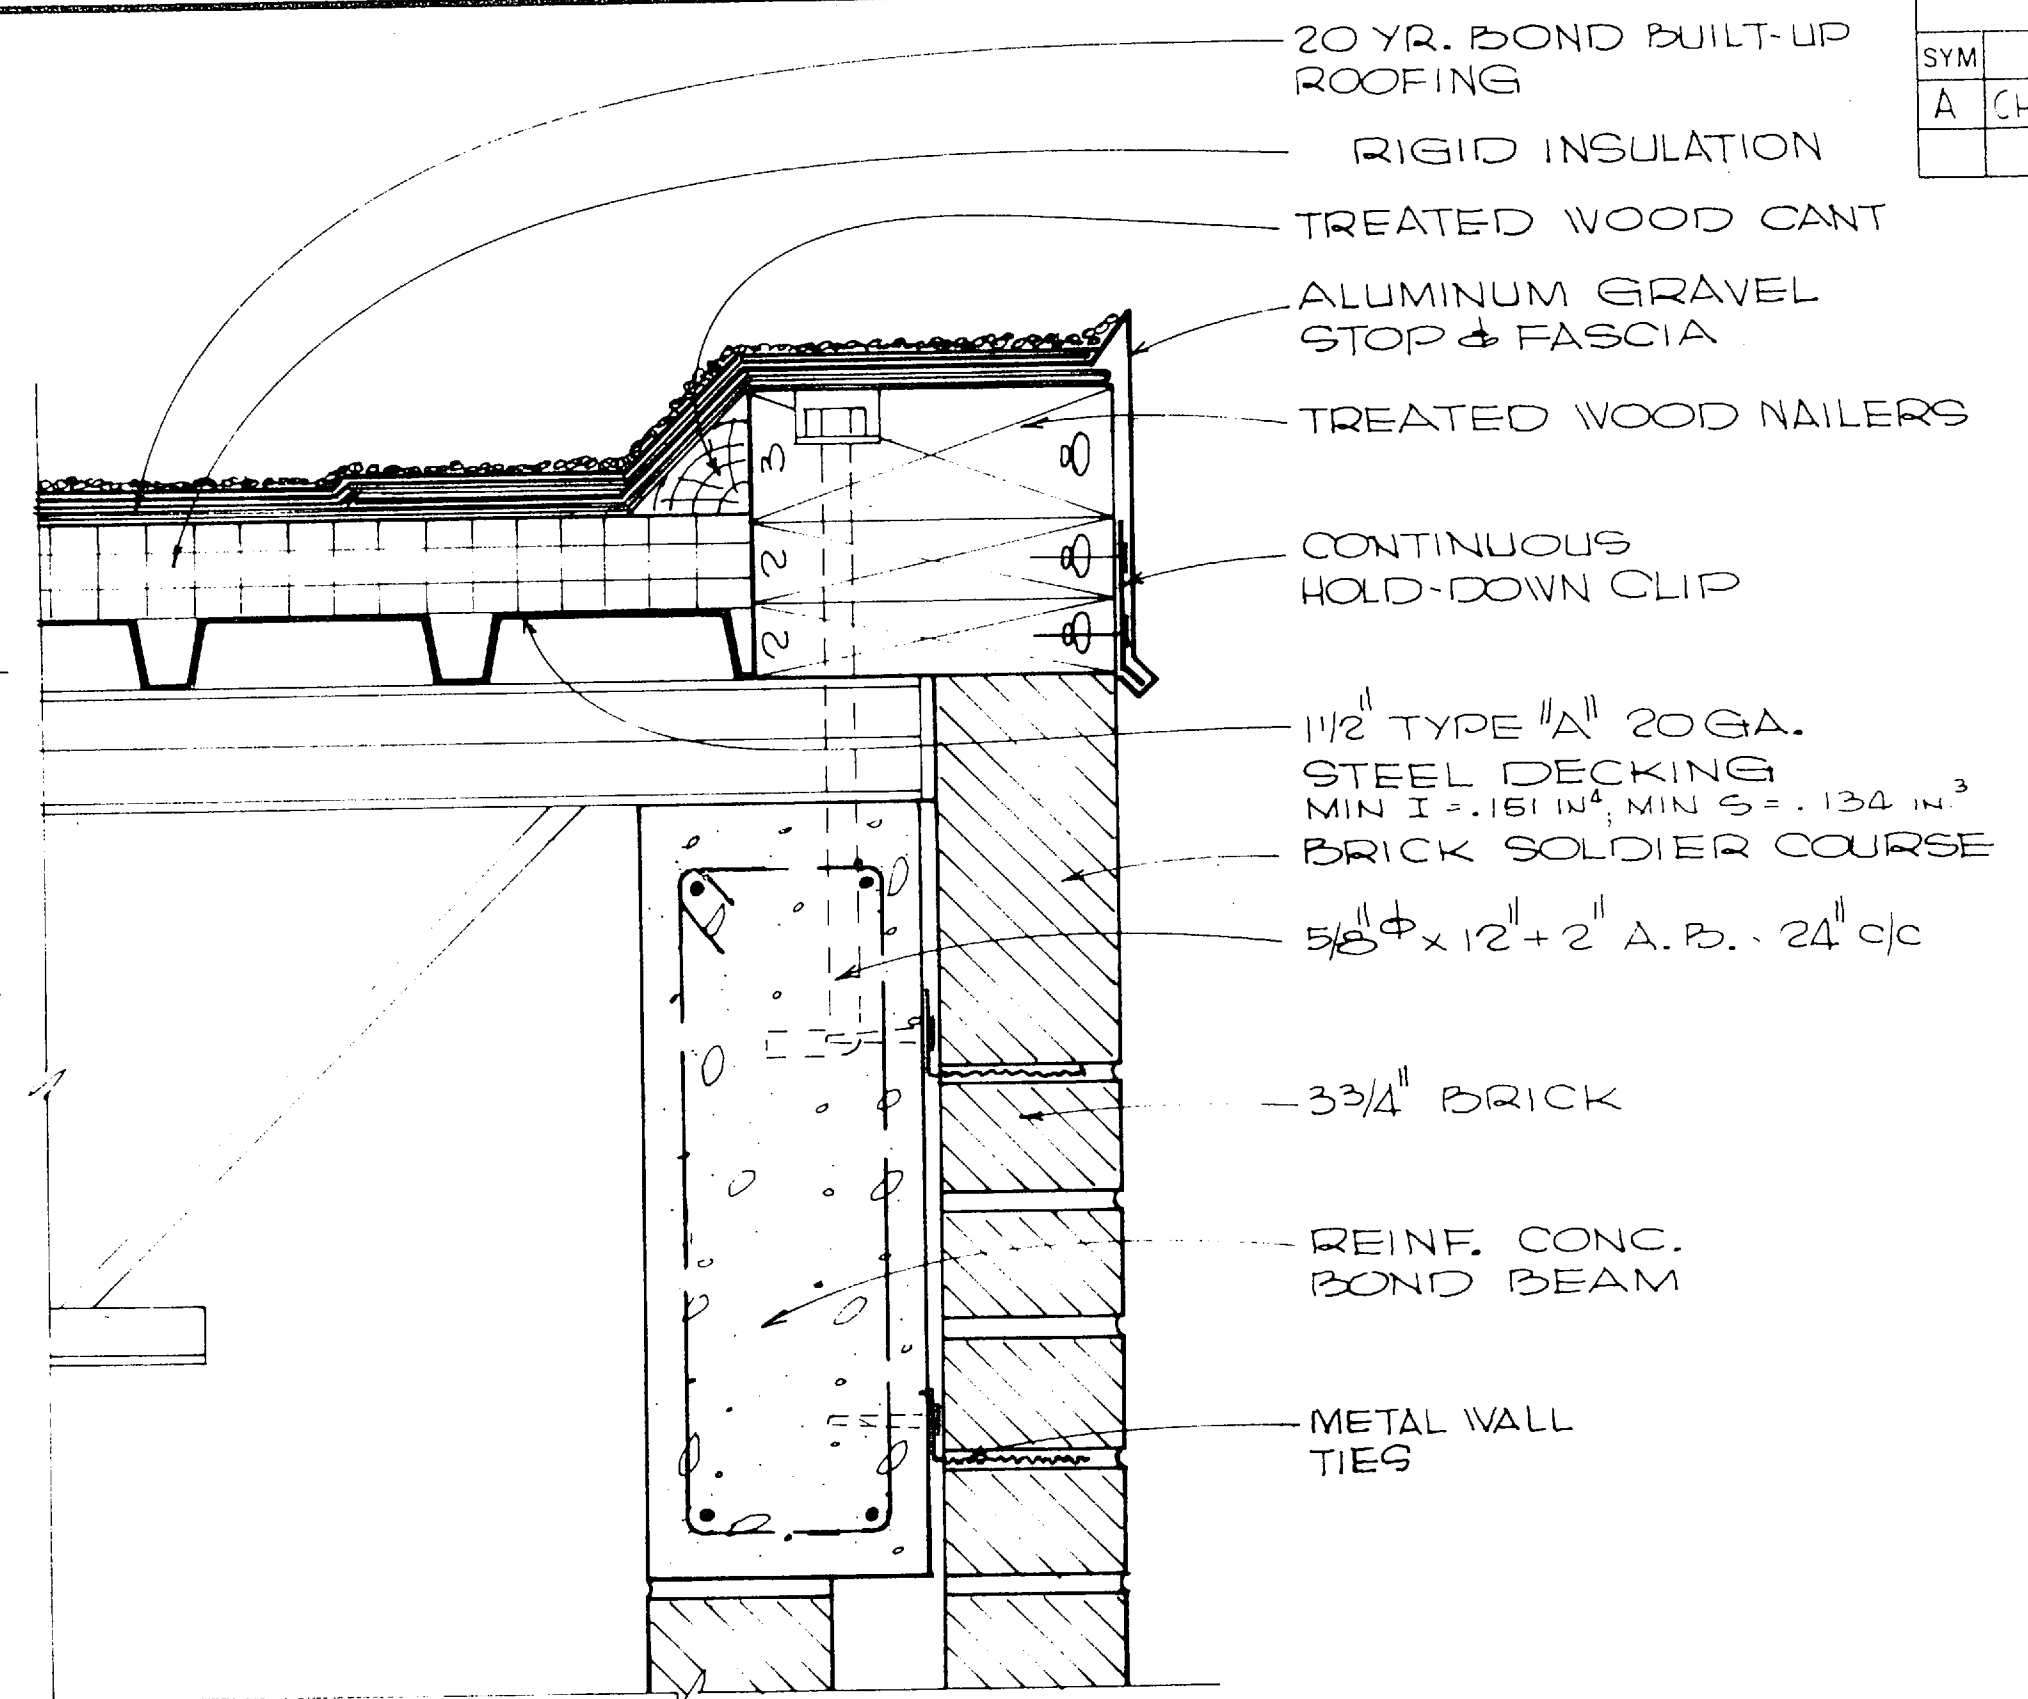 20 YR. BOND BUILT-UP
ROOFING
SYM
A CH
RIGID INSULATION
TREATED WOOD CANT
ALUMINUM GRAVEL
STOP & FASCIA
TREATED WOOD NAILERS
3
2
2
CONTINUOUS
HOLD-DOWN CLIP
1 1/2" TYPE "A" 20 GA.
STEEL DECKING
MIN I = .151 IN⁴; MIN S = .134 IN.³
BRICK SOLDIER COURSE
5/8"ϕ x 12" + 2" A.B. - 24" c/c
3 3/4" BRICK
REINF. CONC.
BOND BEAM
METAL WALL
TIES